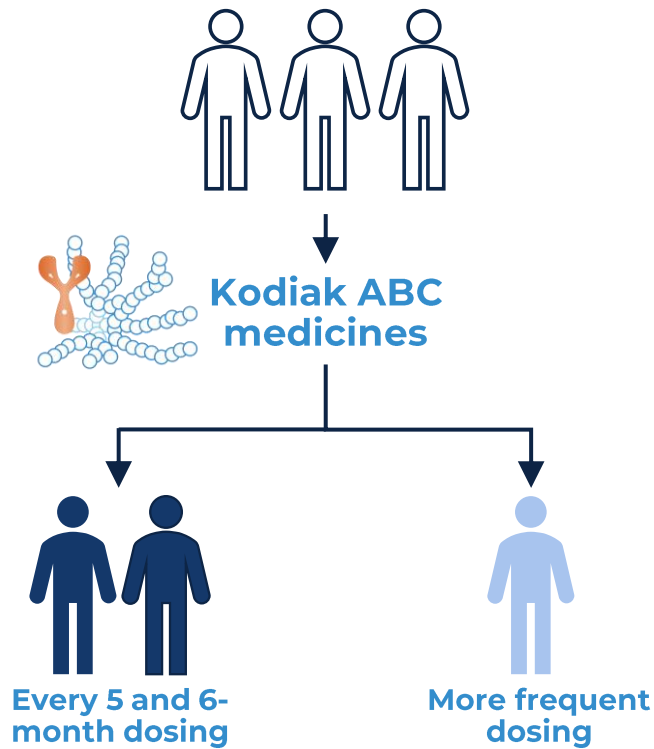 Kodiak ABC
medicines
Every 5 and 6-
month dosing
More frequent
dosing